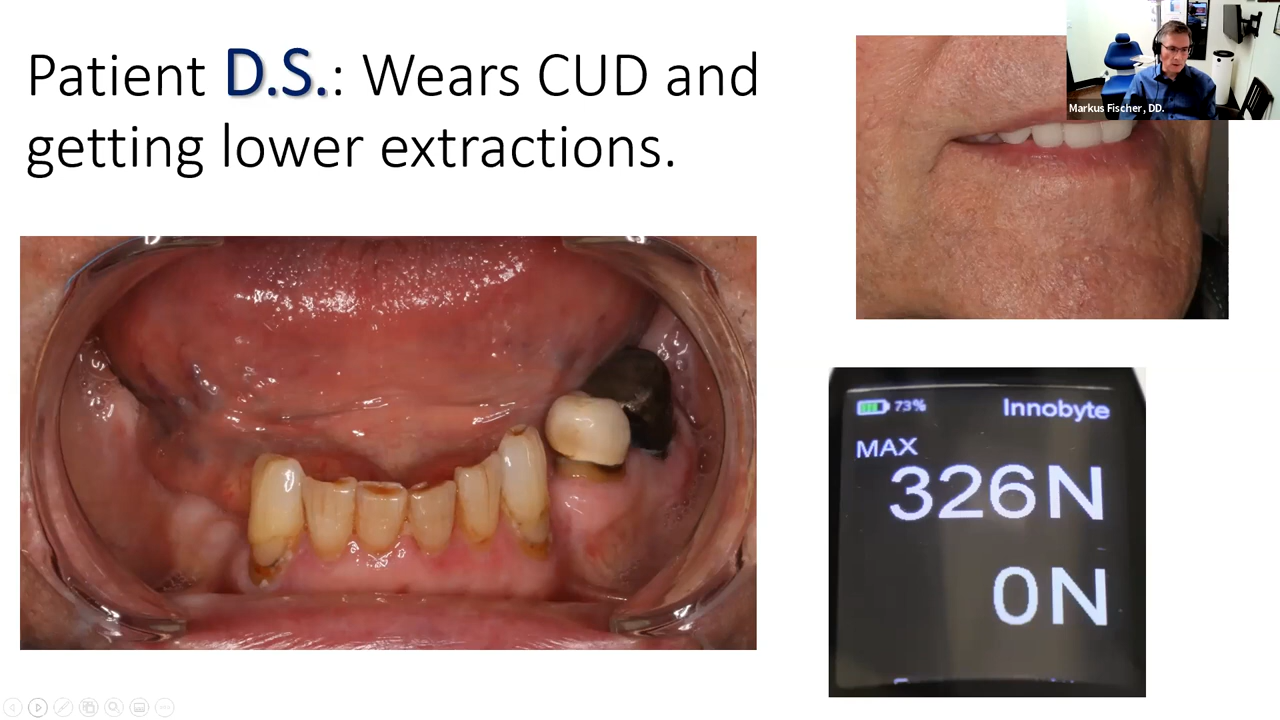 Patient D.S.: Wears CUD and
getting lower extractions.
Markus Fischer, DD.
73% Innobyte
MAX
326N
0N